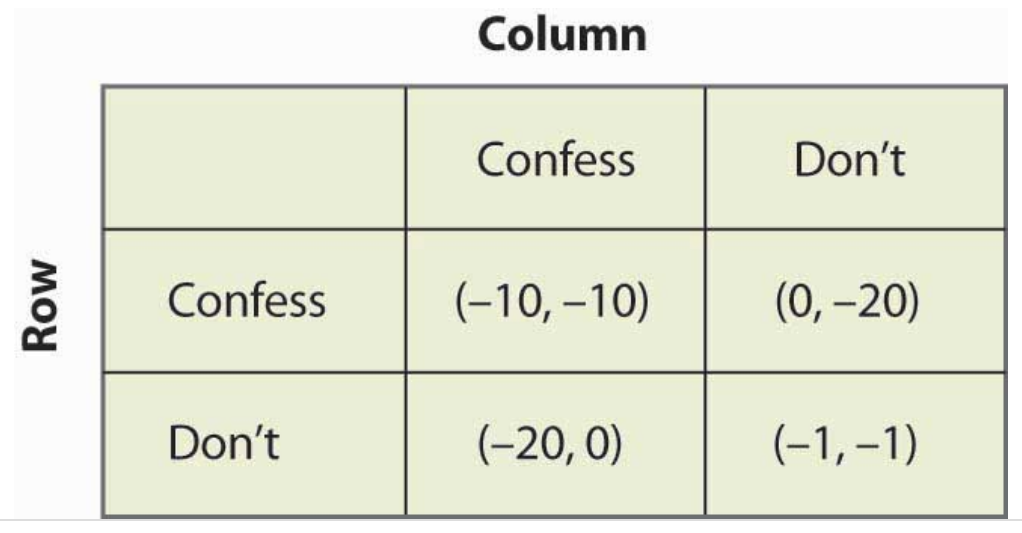 Column
Confess Don’t
Row
Confess (–10, –10) (0, –20)
Don’t (–20, 0) (–1, –1)